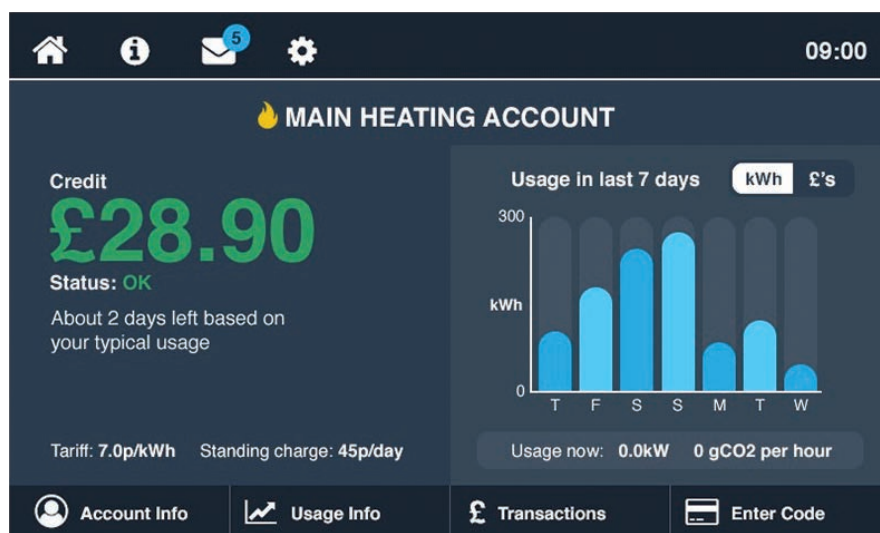 5
09:00
MAIN HEATING ACCOUNT
Credit
£28.90
Status: OK
About 2 days left based on
your typical usage
Tariff: 7.0p/kWh Standing charge: 45p/day
Usage in last 7 days kWh £'s
300
kWh
0
T F S S M T W
Usage now: 0.0kW 0 gCO2 per hour
Account Info Usage Info £ Transactions Enter Code